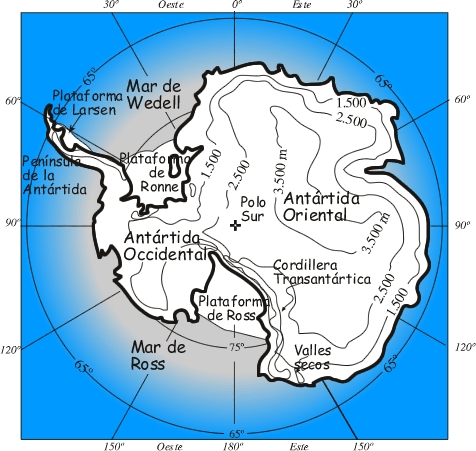 30º
Oeste
0º
Este
30º
65º
65º
60º
Plataforma
de Larsen
Mar de
Wedell
1.500
2.500
60º
Península
de la
Antártida
Plataforma
de
Ronne
1.500
2.500
3.500 m
Polo
Sur
Antártida
Oriental
90º
90º
3.500 m
Antártida
Occidental
Cordillera
Transantártica
2.500
1.500
Plataforma
de Ross
Mar de
Ross
75º
Valles
secos
120º
120º
65º
65º
65º
150º
Oeste
180º
Este
150º